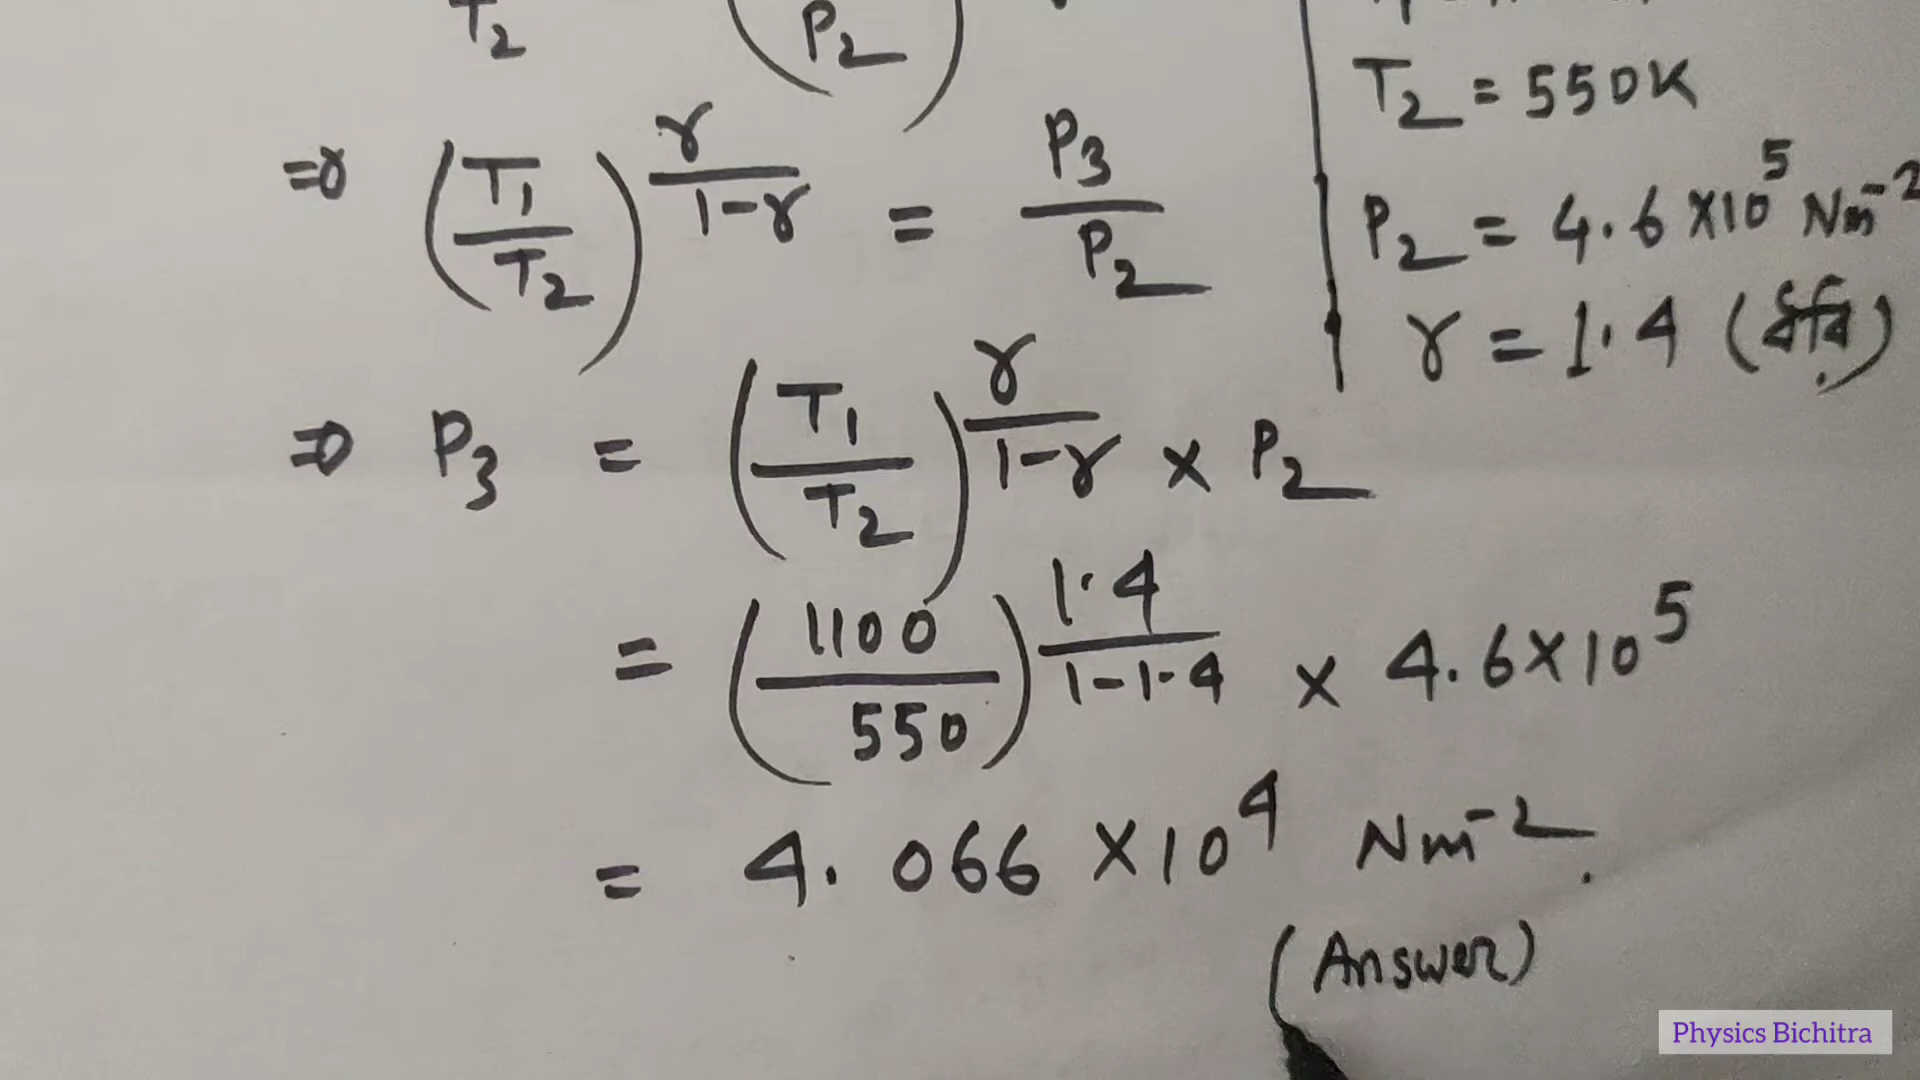 T₂ P₂
T₂ = 550K
⇒ (T₁/T₂)^(γ/(1-γ)) = P₃/P₂
P₂ = 4.6 × 10⁵ Nm⁻²
γ = 1.4
⇒ P₃ = (T₁/T₂)^(γ/(1-γ)) × P₂
= (1100/550)^(1.4/(1-1.4)) × 4.6×10⁵
= 4.066 × 10⁴ Nm⁻².
(Answer)
Physics Bichitra